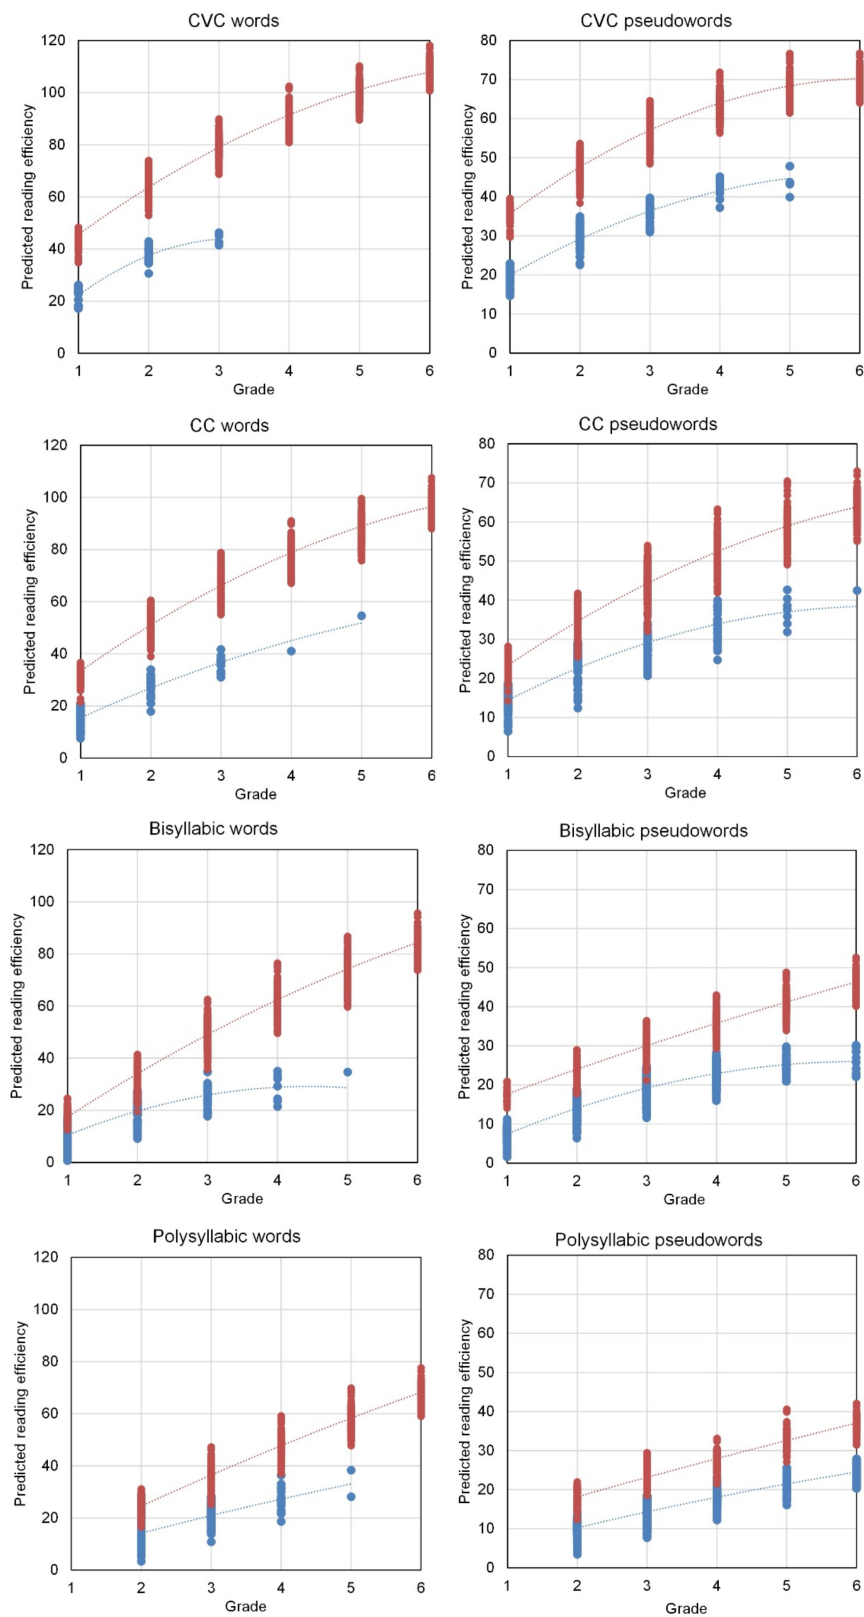 CVC words
Predicted reading efficiency
120
100
80
60
40
20
0
1 2 3 4 5 6
Grade
CVC pseudowords
Predicted reading efficiency
80
70
60
50
40
30
20
10
0
1 2 3 4 5 6
Grade
CC words
Predicted reading efficiency
120
100
80
60
40
20
0
1 2 3 4 5 6
Grade
CC pseudowords
Predicted reading efficiency
80
70
60
50
40
30
20
10
0
1 2 3 4 5 6
Grade
Bisyllabic words
Predicted reading efficiency
120
100
80
60
40
20
0
1 2 3 4 5 6
Grade
Bisyllabic pseudowords
Predicted reading efficiency
80
70
60
50
40
30
20
10
0
1 2 3 4 5 6
Grade
Polysyllabic words
Predicted reading efficiency
120
100
80
60
40
20
0
1 2 3 4 5 6
Grade
Polysyllabic pseudowords
Predicted reading efficiency
80
70
60
50
40
30
20
10
0
1 2 3 4 5 6
Grade